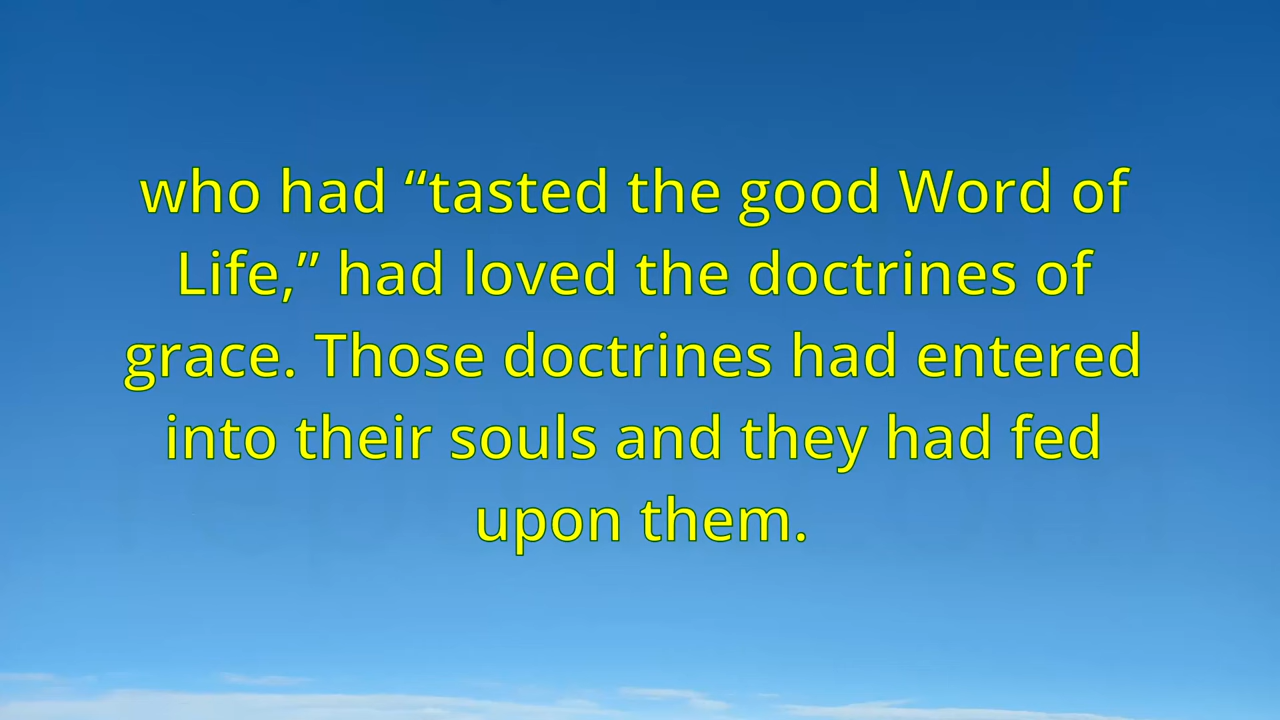 who had “tasted the good Word of
Life,” had loved the doctrines of
grace. Those doctrines had entered
into their souls and they had fed
upon them.